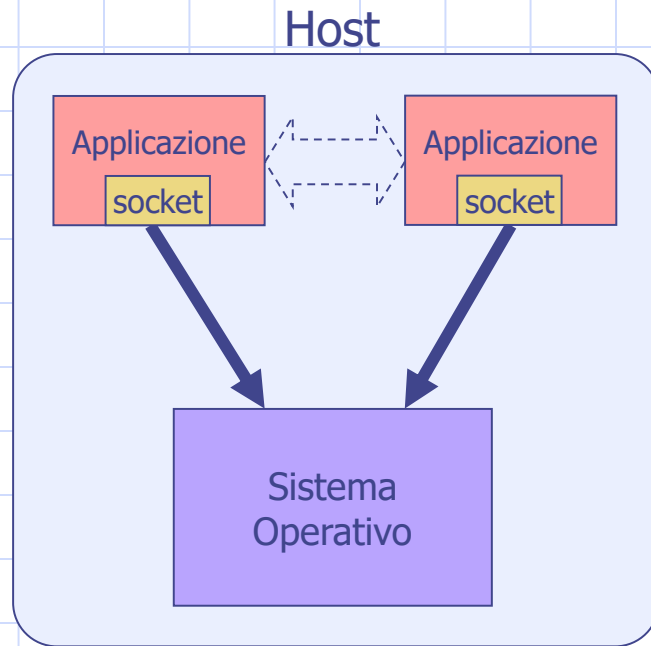 Host
Applicazione
socket
Applicazione
socket
Sistema
Operativo